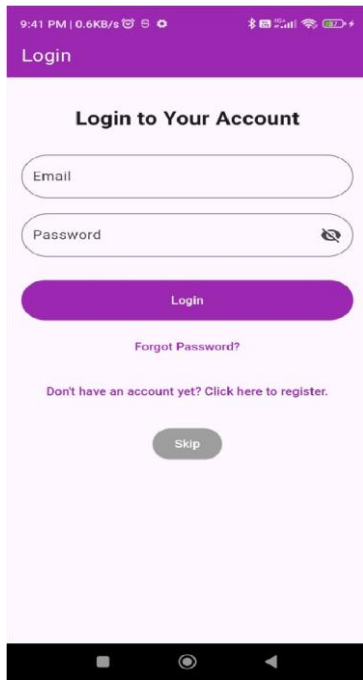 9:41 PM | 0.6KB/s
Login
Login to Your Account
Email
Password
Login
Forgot Password?
Don't have an account yet? Click here to register.
Skip